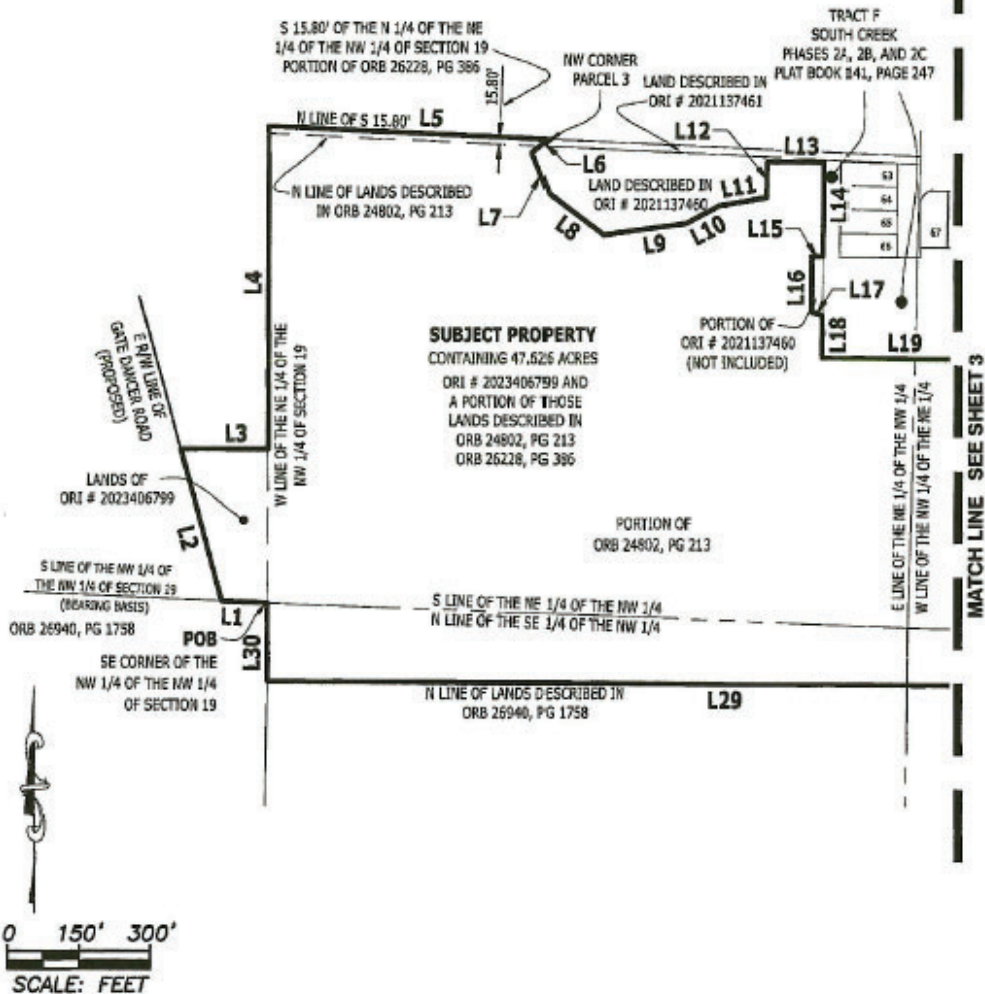 S 15.80' OF THE N 1/4 OF THE NE
1/4 OF THE NW 1/4 OF SECTION 19
PORTION OF ORB 26228, PG 386
15.80'
NW CORNER
PARCEL 3
LAND DESCRIBED IN
ORI # 2021137461
TRACT F
SOUTH CREEK
PHASES 2A, 2B, AND 2C
PLAT BOOK 141, PAGE 247
N LINE OF S 15.80'
L5
L6
L12
L13
N LINE OF LANDS DESCRIBED
IN ORB 24802, PG 213
L7
LAND DESCRIBED IN
ORI # 2021137460
L8
L9
L10
L11
L14
63
64
65
66
67
L15
L16
L17
L18
L19
PORTION OF
ORI # 2021137460
(NOT INCLUDED)
L4
W LINE OF THE NE 1/4 OF THE
NW 1/4 OF SECTION 19
SUBJECT PROPERTY
CONTAINING 47.626 ACRES
ORI # 2023406799 AND
A PORTION OF THOSE
LANDS DESCRIBED IN
ORB 24802, PG 213
ORB 26228, PG 386
E R/W LINE OF
GATE DANCER ROAD
(PROPOSED)
L3
LANDS OF
ORI # 2023406799
L2
PORTION OF
ORB 24802, PG 213
E LINE OF THE NE 1/4 OF THE NW 1/4
W LINE OF THE NW 1/4 OF THE NE 1/4
MATCH LINE SEE SHEET 3
S LINE OF THE NW 1/4 OF
THE NW 1/4 OF SECTION 19
(BEARING BASIS)
ORB 26940, PG 1758
L1
POB
L30
SE CORNER OF THE
NW 1/4 OF THE NW 1/4
OF SECTION 19
S LINE OF THE NE 1/4 OF THE NW 1/4
N LINE OF THE SE 1/4 OF THE NW 1/4
N LINE OF LANDS DESCRIBED IN
ORB 26940, PG 1758
L29
0 150' 300'
SCALE: FEET